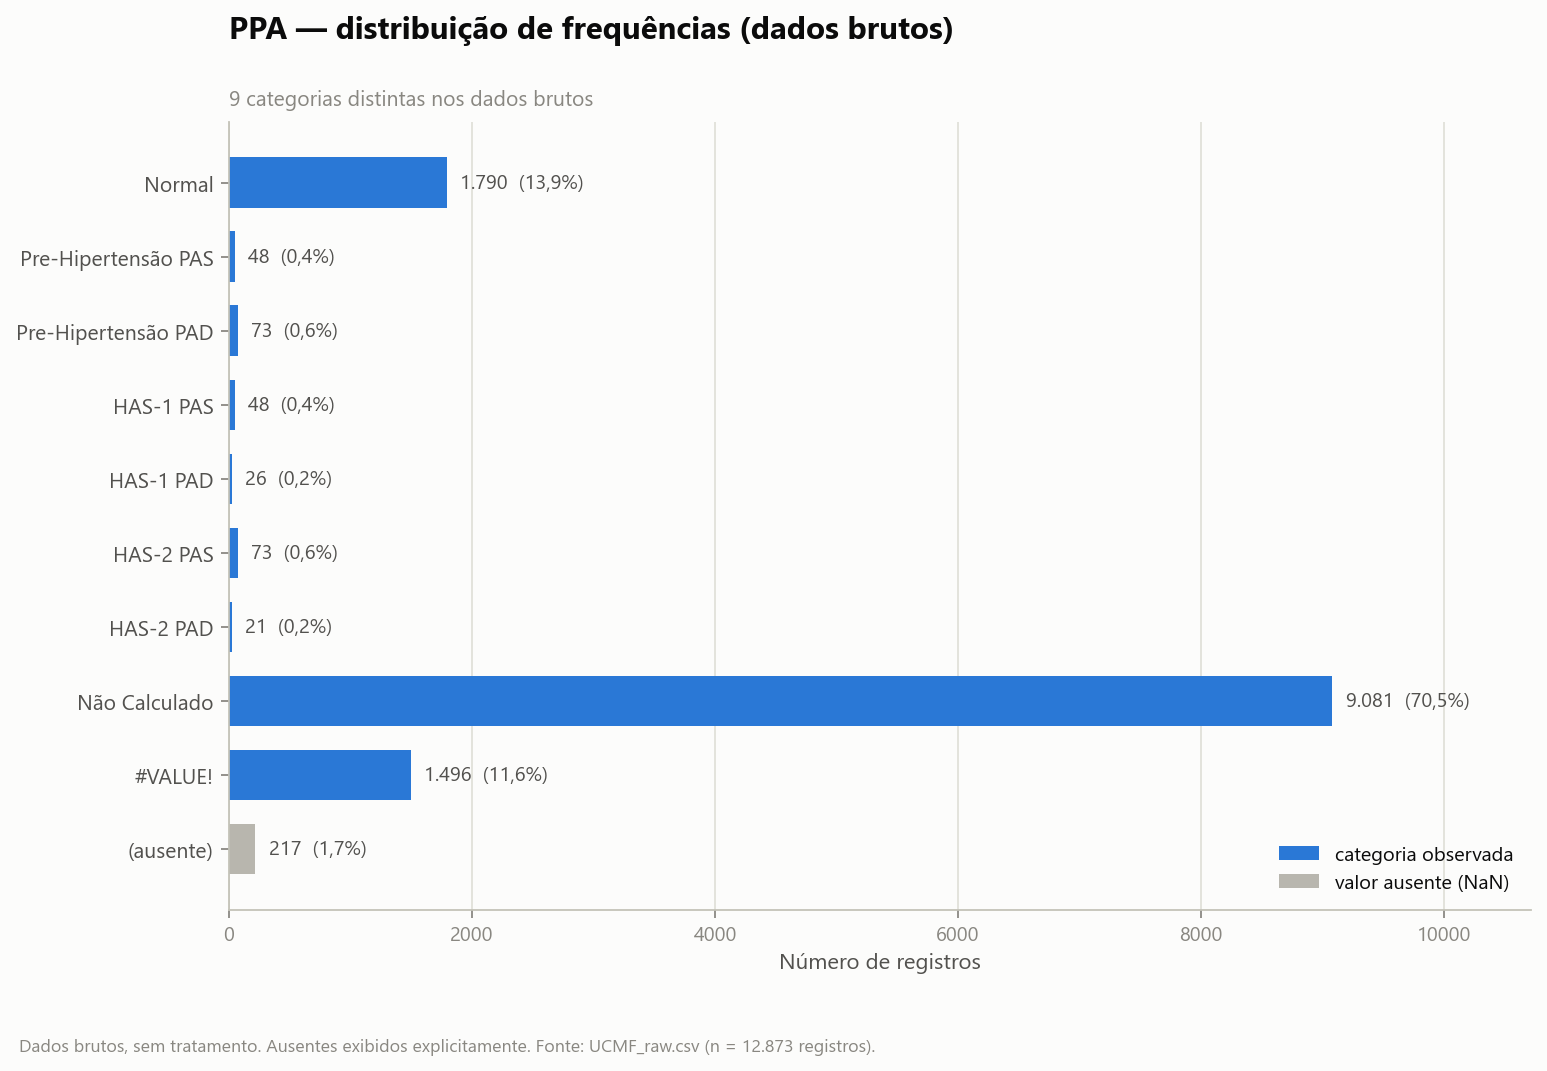 PPA — distribuição de frequências (dados brutos)
9 categorias distintas nos dados brutos
Normal 1.790 (13,9%)
Pre-Hipertensão PAS 48 (0,4%)
Pre-Hipertensão PAD 73 (0,6%)
HAS-1 PAS 48 (0,4%)
HAS-1 PAD 26 (0,2%)
HAS-2 PAS 73 (0,6%)
HAS-2 PAD 21 (0,2%)
Não Calculado 9.081 (70,5%)
#VALUE! 1.496 (11,6%)
(ausente) 217 (1,7%)
categoria observada
valor ausente (NaN)
0 2000 4000 6000 8000 10000
Número de registros
Dados brutos, sem tratamento. Ausentes exibidos explicitamente. Fonte: UCMF_raw.csv (n = 12.873 registros).